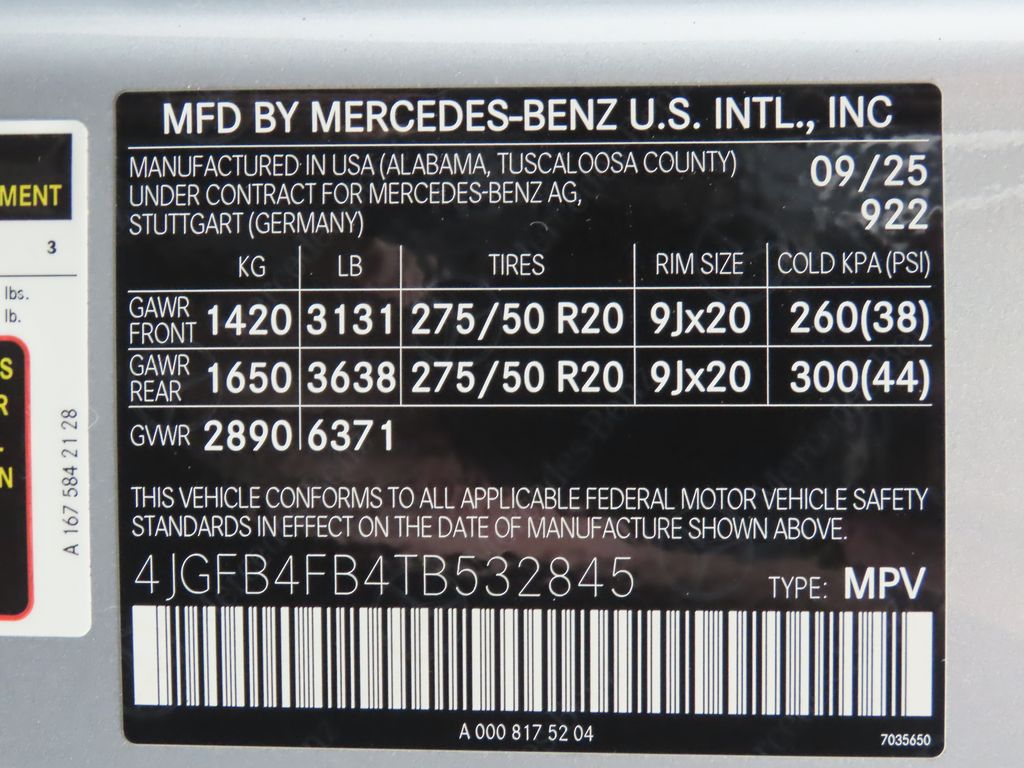 MENT
3
lbs.
lb.
S
R
N
A 167 584 21 28
MFD BY MERCEDES-BENZ U.S. INTL., INC
MANUFACTURED IN USA (ALABAMA, TUSCALOOSA COUNTY) 09/25
UNDER CONTRACT FOR MERCEDES-BENZ AG, 922
STUTTGART (GERMANY)
KG LB TIRES RIM SIZE COLD KPA (PSI)
GAWR FRONT 1420 3131 275/50 R20 9Jx20 260(38)
GAWR REAR 1650 3638 275/50 R20 9Jx20 300(44)
GVWR 2890 6371
THIS VEHICLE CONFORMS TO ALL APPLICABLE FEDERAL MOTOR VEHICLE SAFETY
STANDARDS IN EFFECT ON THE DATE OF MANUFACTURE SHOWN ABOVE.
4JGFB4FB4TB532845 TYPE: MPV
A 000 817 52 04
7035650